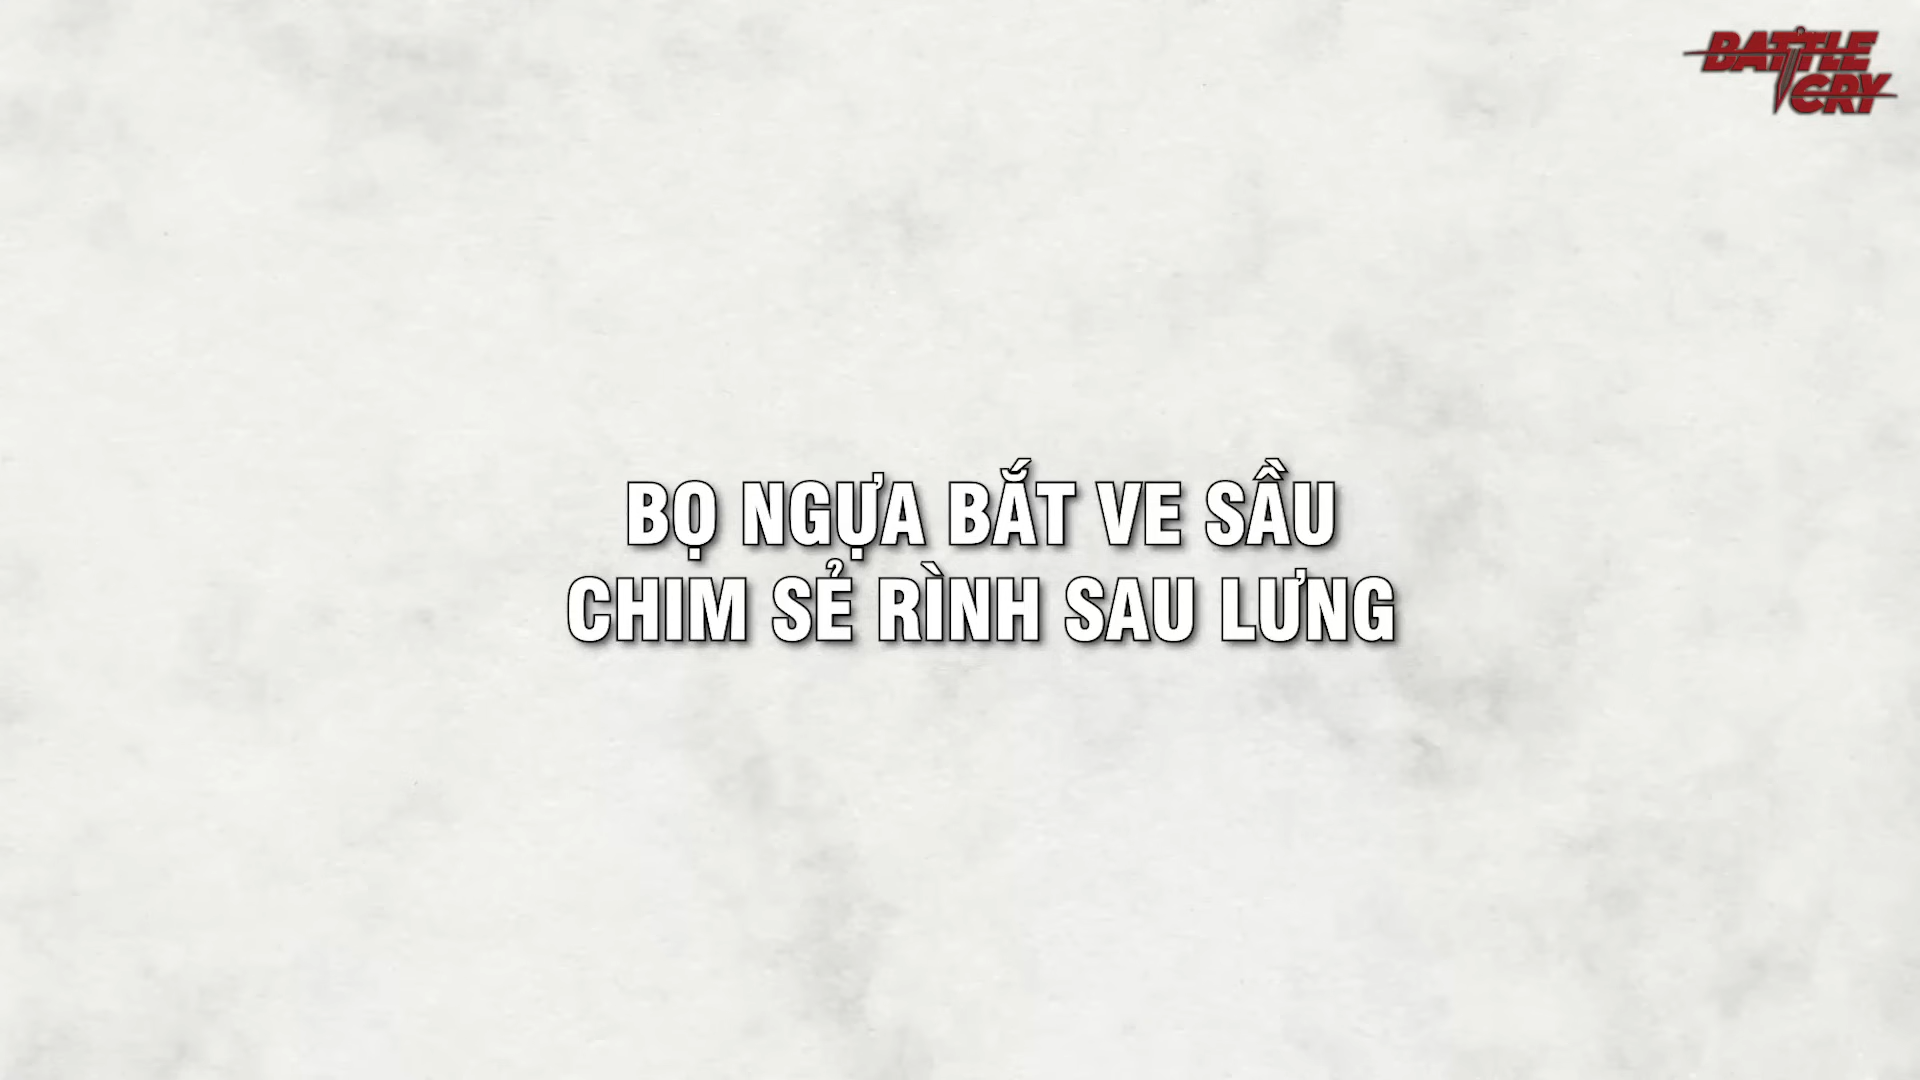 BATTLE
CRY
BỌ NGỰA BẮT VE SẦU
CHIM SẺ RÌNH SAU LƯNG